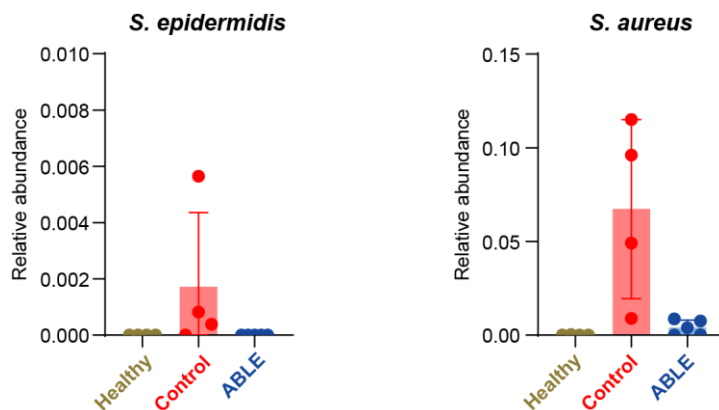 S. epidermidis
Relative abundance
0.010
0.008
0.006
0.004
0.002
0.000
Healthy
Control
ABLE
S. aureus
Relative abundance
0.15
0.10
0.05
0.00
Healthy
Control
ABLE